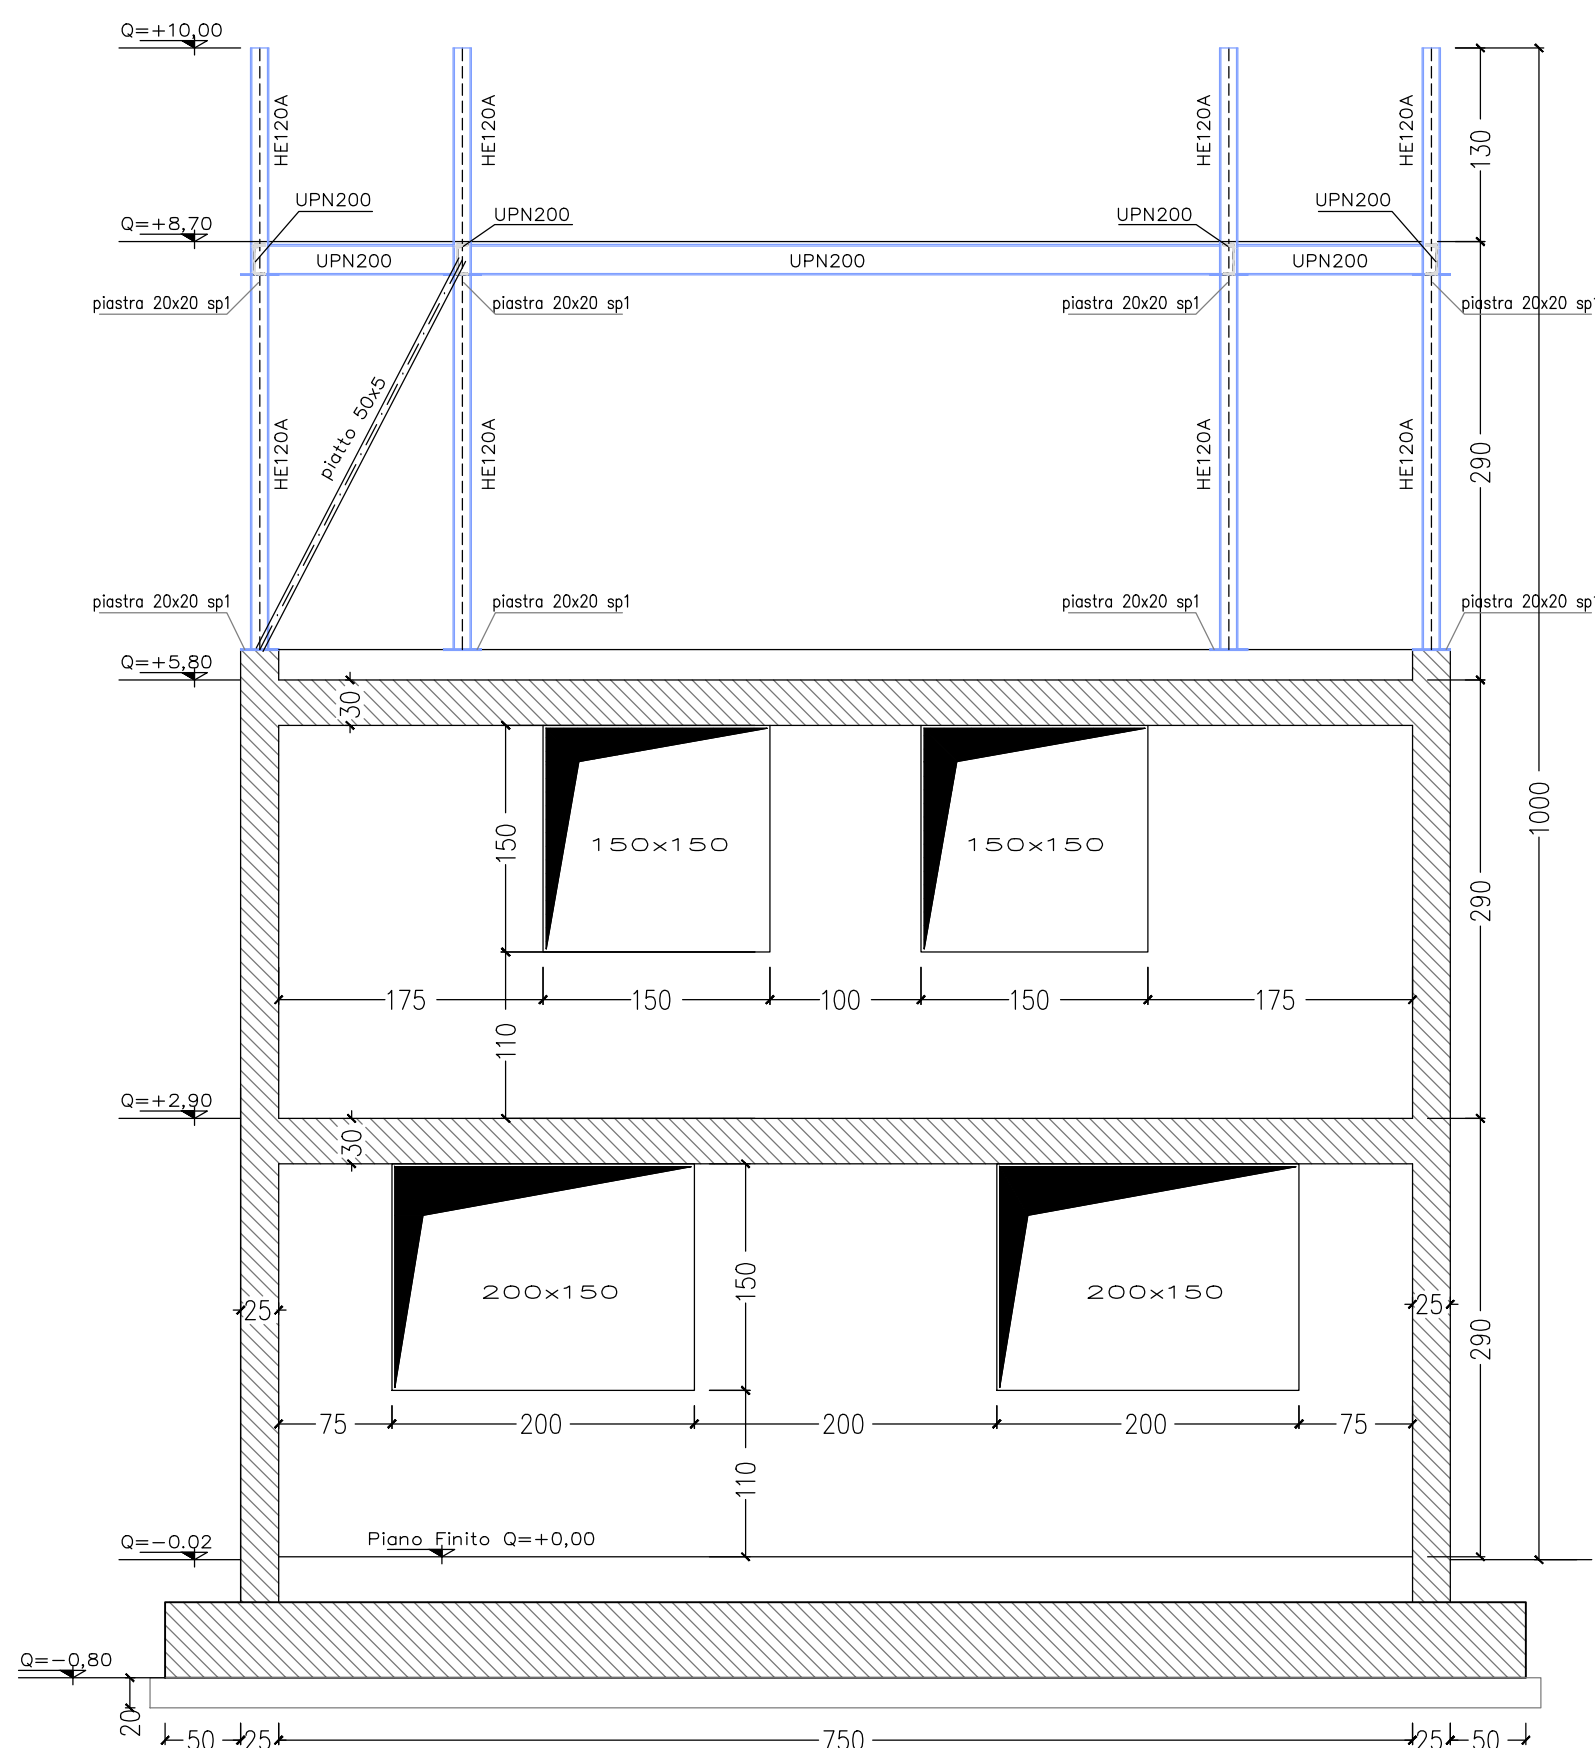 Q=+10,00
HE120A
HE120A
HE120A
HE120A
130
UPN200
UPN200
UPN200
UPN200
Q=+8,70
UPN200
UPN200
UPN200
piastra 20x20 sp1
piastra 20x20 sp1
piastra 20x20 sp1
piastra 20x20 sp1
piatto 50x5
HE120A
HE120A
HE120A
HE120A
290
piastra 20x20 sp1
piastra 20x20 sp1
piastra 20x20 sp1
piastra 20x20 sp1
Q=+5,80
30
1000
150
150x150
150x150
290
175
150
100
150
175
110
Q=+2,90
30
150
200x150
200x150
25
25
290
75
200
200
200
75
110
Q=-0.02
Piano Finito Q=+0,00
Q=-0,80
20
50
25
750
25
50